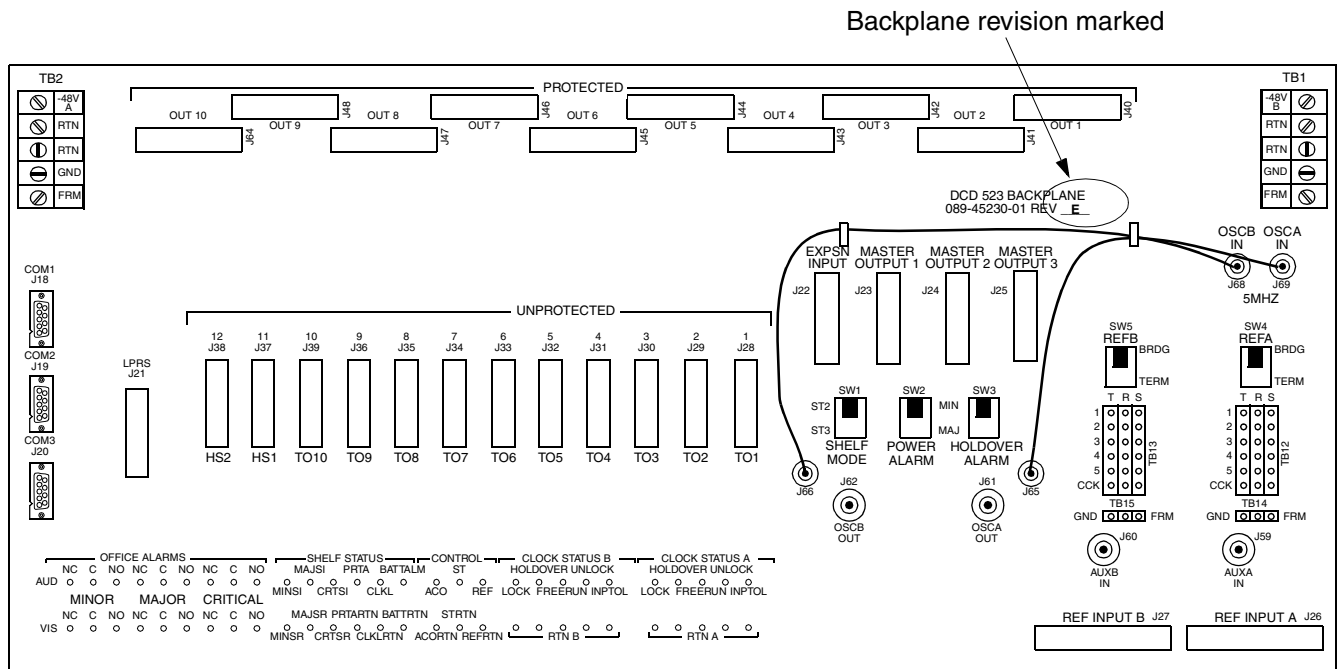 Backplane revision marked
TB2
-48V A
RTN
RTN
GND
FRM
PROTECTED
OUT 10
J64
OUT 9
J48
OUT 8
J47
OUT 7
J46
OUT 6
J45
OUT 5
J44
OUT 4
J43
OUT 3
J42
OUT 2
J41
OUT 1
J40
TB1
-48V B
RTN
RTN
GND
FRM
DCD 523 BACKPLANE
089-45230-01 REV E
COM1
J18
COM2
J19
COM3
J20
LPRS
J21
UNPROTECTED
12 11 10 9 8 7 6 5 4 3 2 1
J38 J37 J39 J36 J35 J34 J33 J32 J31 J30 J29 J28
HS2 HS1 TO10 TO9 TO8 TO7 TO6 TO5 TO4 TO3 TO2 TO1
EXPSN INPUT
J22
MASTER OUTPUT 1
J23
MASTER OUTPUT 2
J24
MASTER OUTPUT 3
J25
OSCB IN
OSCA IN
J68
J69
5MHZ
SW1
ST2
ST3
SHELF MODE
SW2
POWER ALARM
MIN
MAJ
SW3
HOLDOVER ALARM
J66
J62
OSCB OUT
J61
OSCA OUT
J65
SW5
REFB
BRDG
TERM
T R S
1
2
3
4
5
CCK
TB13
TB15
GND
FRM
J60
AUXB IN
SW4
REFA
BRDG
TERM
T R S
1
2
3
4
5
CCK
TB12
TB14
GND
FRM
J59
AUXA IN
REF INPUT B J27
REF INPUT A J26
OFFICE ALARMS
NC C NO NC C NO NC C NO
AUD
MINOR MAJOR CRITICAL
NC C NO NC C NO NC C NO
VIS
SHELF STATUS
MAJSI PRTA BATTALM
MINSI CRTSI CLKL
MAJSR PRTARTN BATTRTN
MINSR CRTSR CLKLRTN
CONTROL
ST
ACO REF
STRTN
ACORTN REFRTN
CLOCK STATUS B
HOLDOVER UNLOCK
LOCK FREERUN INPTOL
RTN B
CLOCK STATUS A
HOLDOVER UNLOCK
LOCK FREERUN INPTOL
RTN A